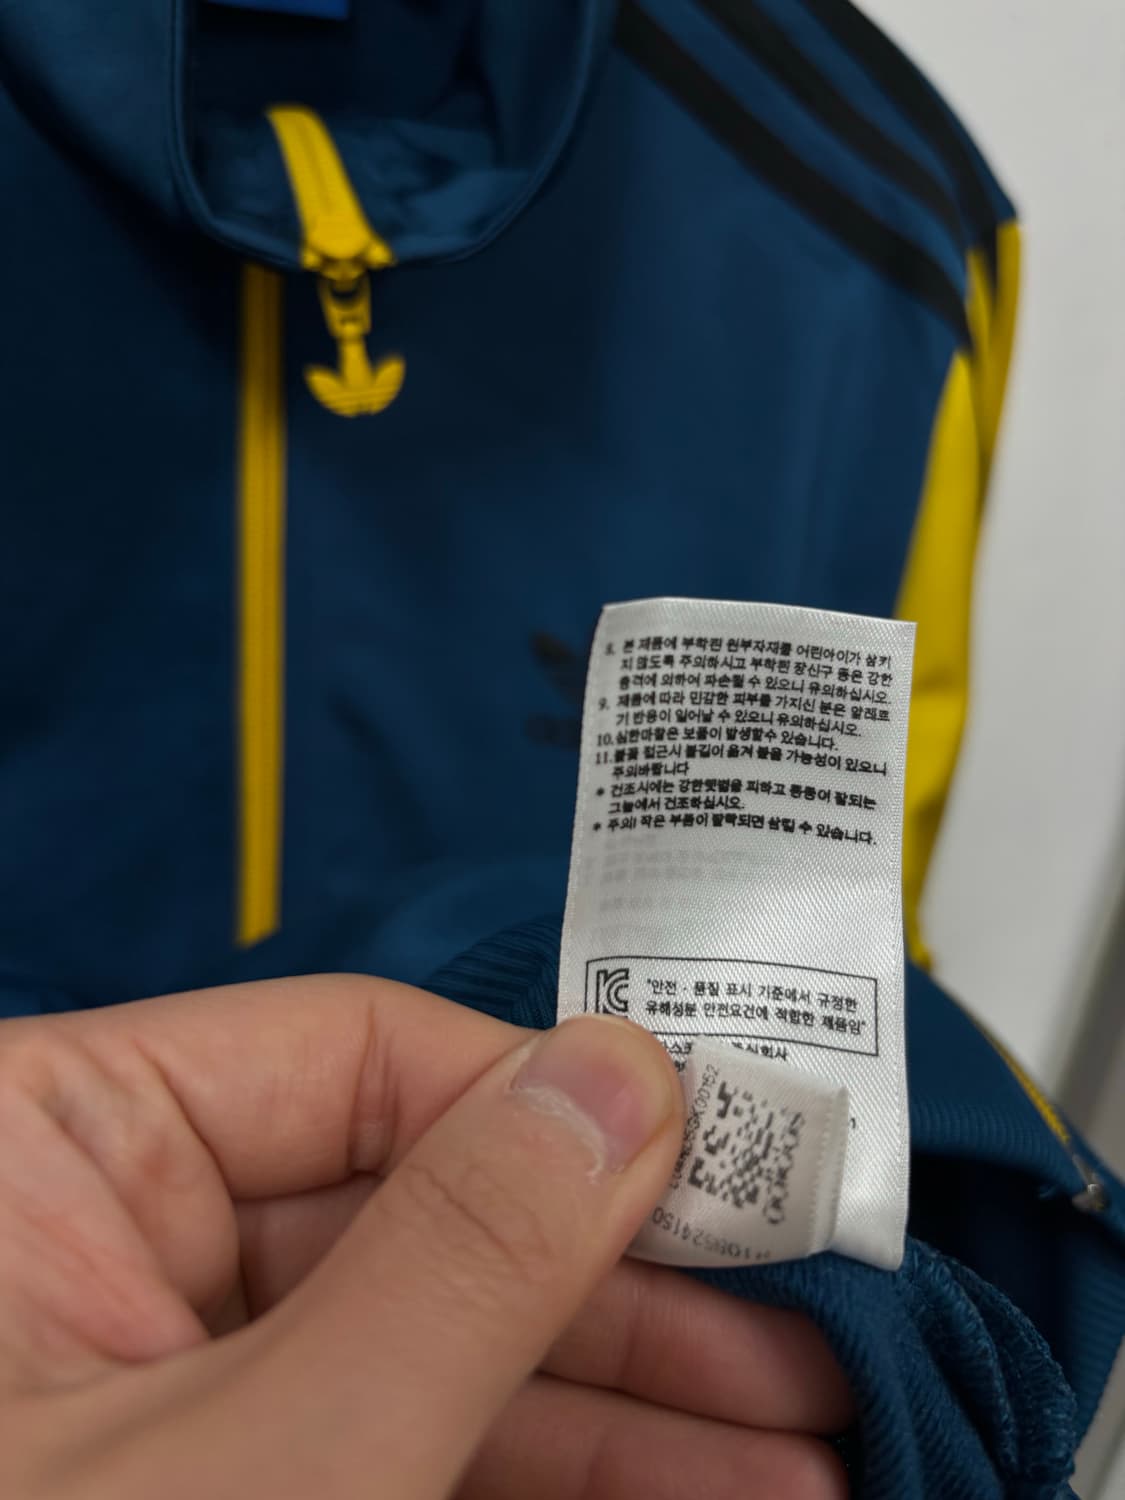 8. 본 제품에 부착된 원부자재를 어린아이가 삼키
지 않도록 주의하시고 부착된 장신구 등은 강한
충격에 의하여 파손될 수 있으니 유의하십시오.
9. 제품에 따라 민감한 피부를 가지신 분은 알레르
기 반응이 일어날 수 있으니 유의하십시오.
10. 심한마찰은 보풀이 발생할수 있습니다.
11. 불꽃 접근시 불길이 옮겨 붙을 가능성이 있으니
주의바랍니다
* 건조시에는 강한햇볕을 피하고 통풍이 잘되는
그늘에서 건조하십시오.
* 주의! 작은 부품이 탈락되면 삼킬 수 있습니다.
"안전 · 품질 표시 기준에서 규정한
유해성분 안전요건에 적합한 제품임"